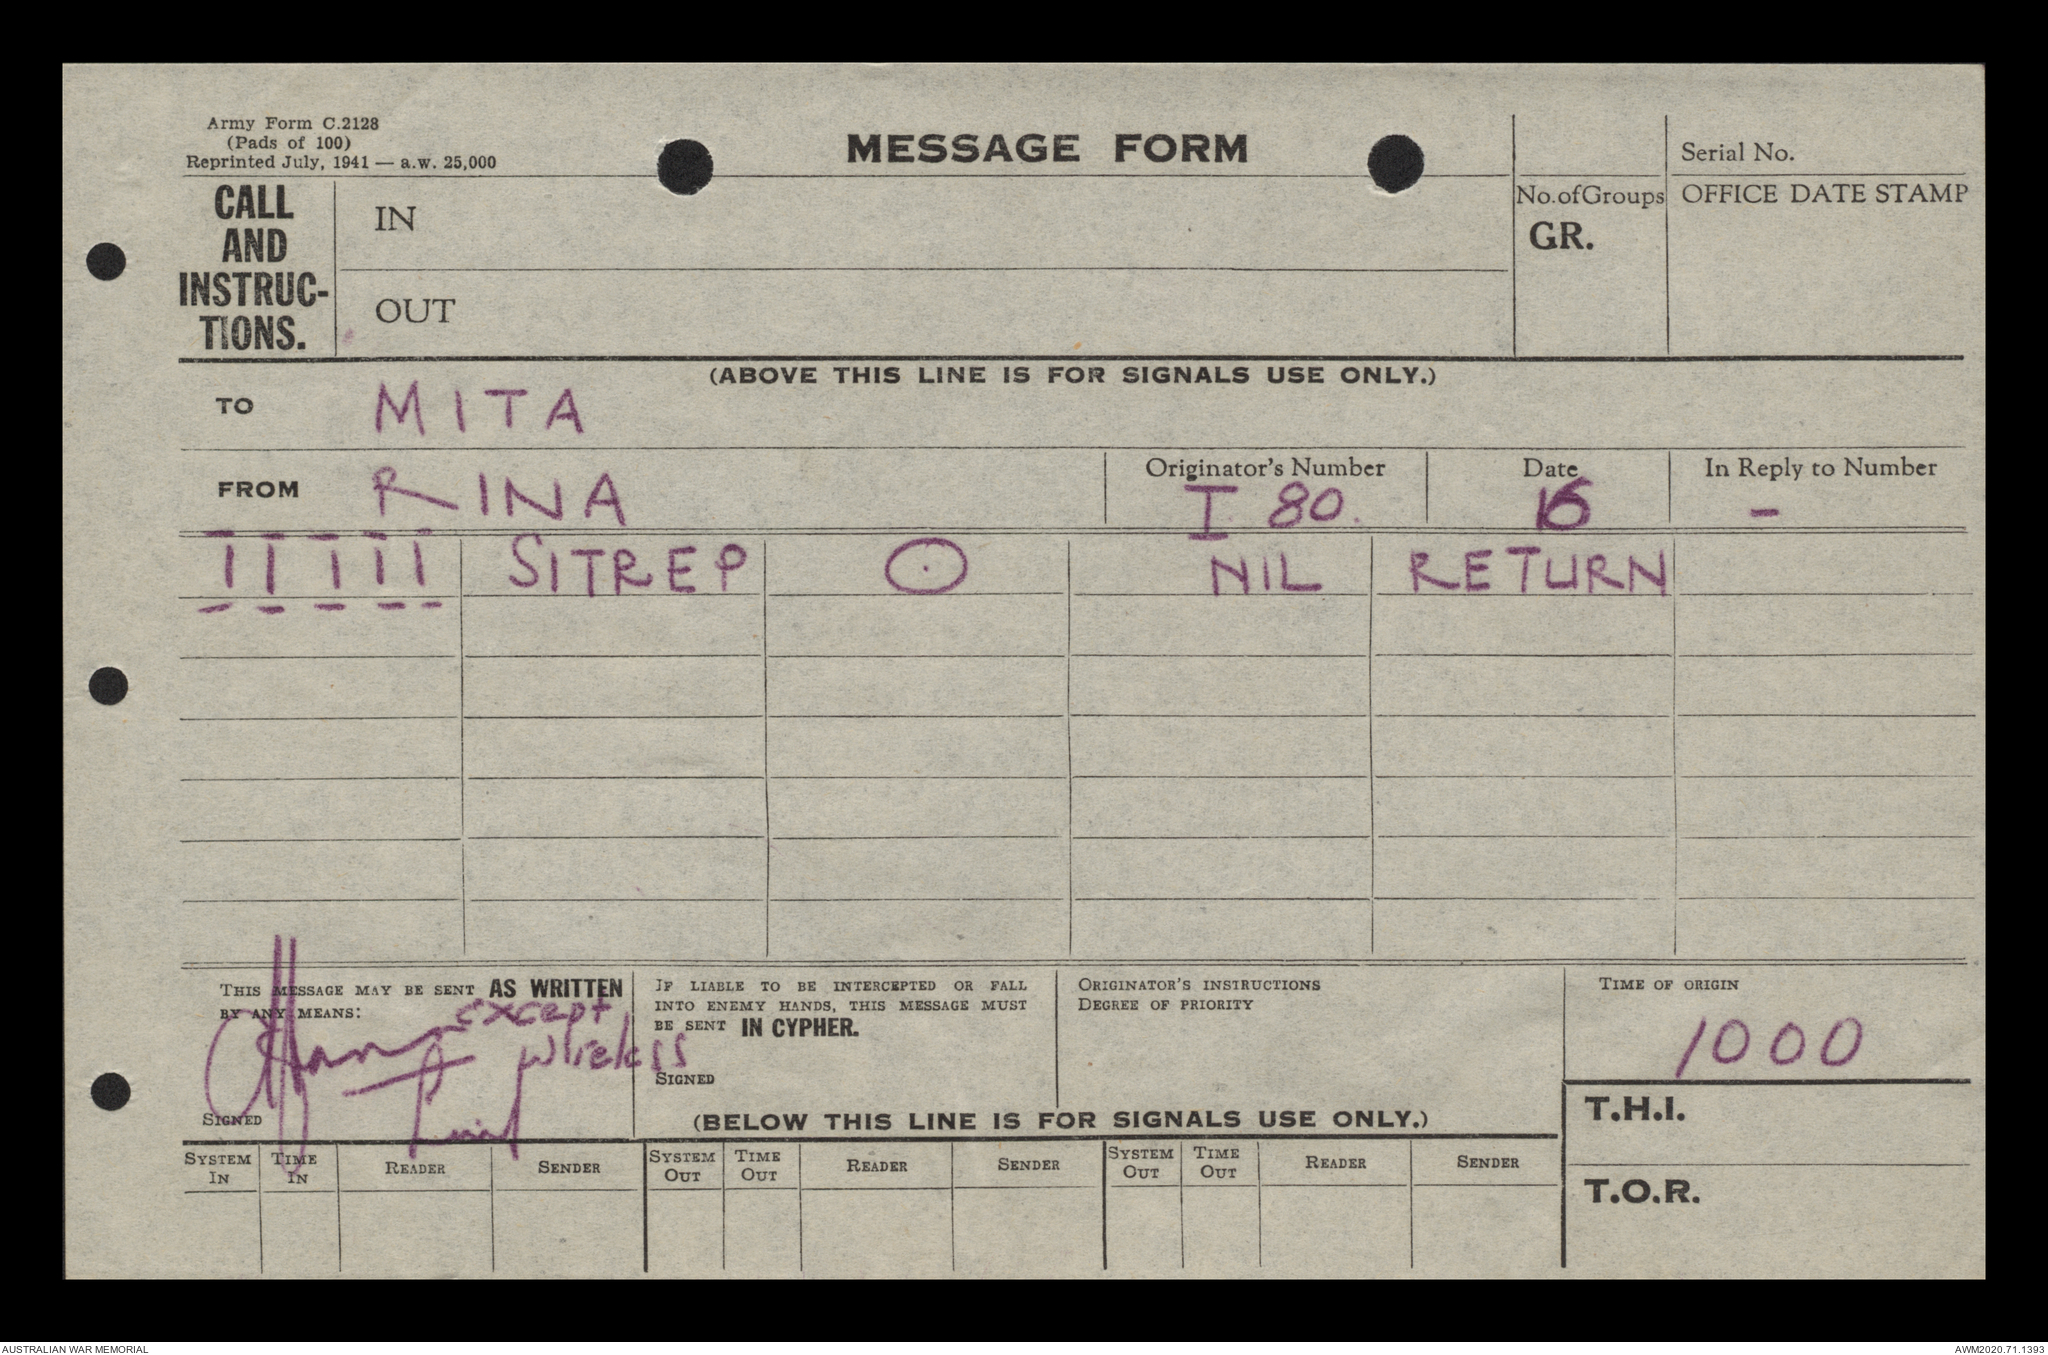 Army Form C.2128
(Pads of 100)
Reprinted July, 1941 — a.w. 25,000
MESSAGE FORM
Serial No.
CALL
AND
INSTRUC-
TIONS.
IN
OUT
No. of Groups
GR.
OFFICE DATE STAMP
(ABOVE THIS LINE IS FOR SIGNALS USE ONLY.)
TO MITA
FROM RINA
Originator's Number
I 80.
Date
16
In Reply to Number
-
I I I I I SITREP ⊙ NIL RETURN
THIS MESSAGE MAY BE SENT AS WRITTEN
BY ANY MEANS:
except
wireless
SIGNED
IF LIABLE TO BE INTERCEPTED OR FALL
INTO ENEMY HANDS, THIS MESSAGE MUST
BE SENT IN CYPHER.
SIGNED
ORIGINATOR'S INSTRUCTIONS
DEGREE OF PRIORITY
TIME OF ORIGIN
1000
T.H.I.
T.O.R.
(BELOW THIS LINE IS FOR SIGNALS USE ONLY.)
SYSTEM IN TIME IN READER SENDER SYSTEM OUT TIME OUT READER SENDER SYSTEM OUT TIME OUT READER SENDER
AUSTRALIAN WAR MEMORIAL
AWM2020.71.1393